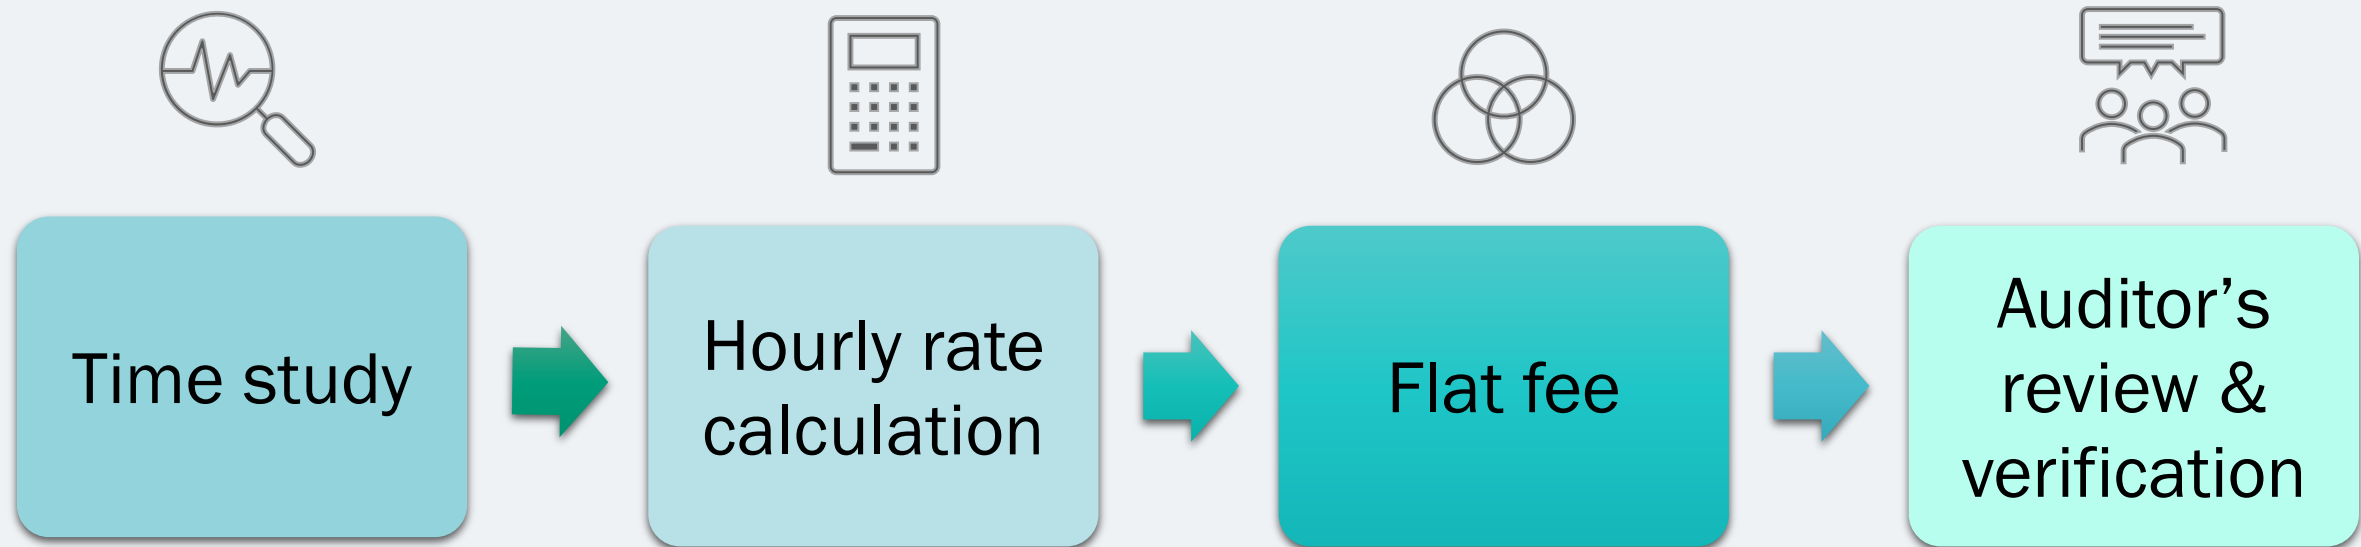 Time study
Hourly rate
calculation
Flat fee
Auditor’s
review &
verification